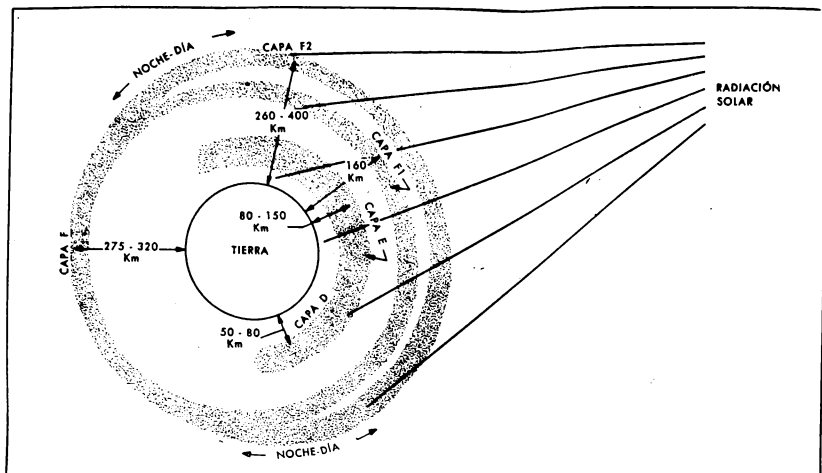 NOCHE-DÍA
CAPA F2
RADIACIÓN
SOLAR
260 - 400
Km
CAPA F1
160
Km
80 - 150
Km
CAPA E
TIERRA
CAPA F
275 - 320
Km
CAPA D
50 - 80
Km
NOCHE-DÍA